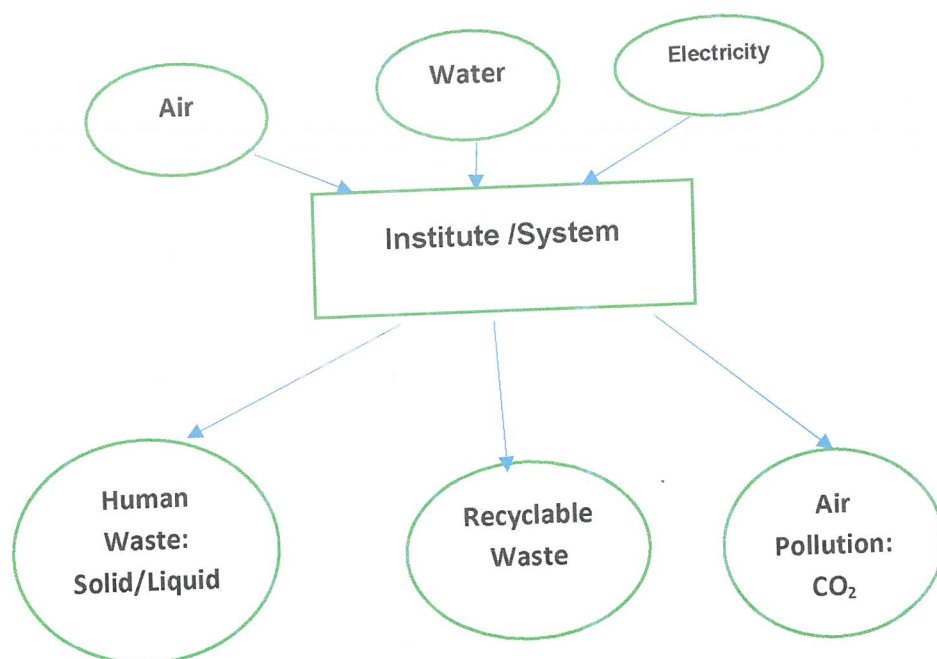 Air
Water
Electricity
Institute /System
Human
Waste:
Solid/Liquid
Recyclable
Waste
Air
Pollution:
CO₂